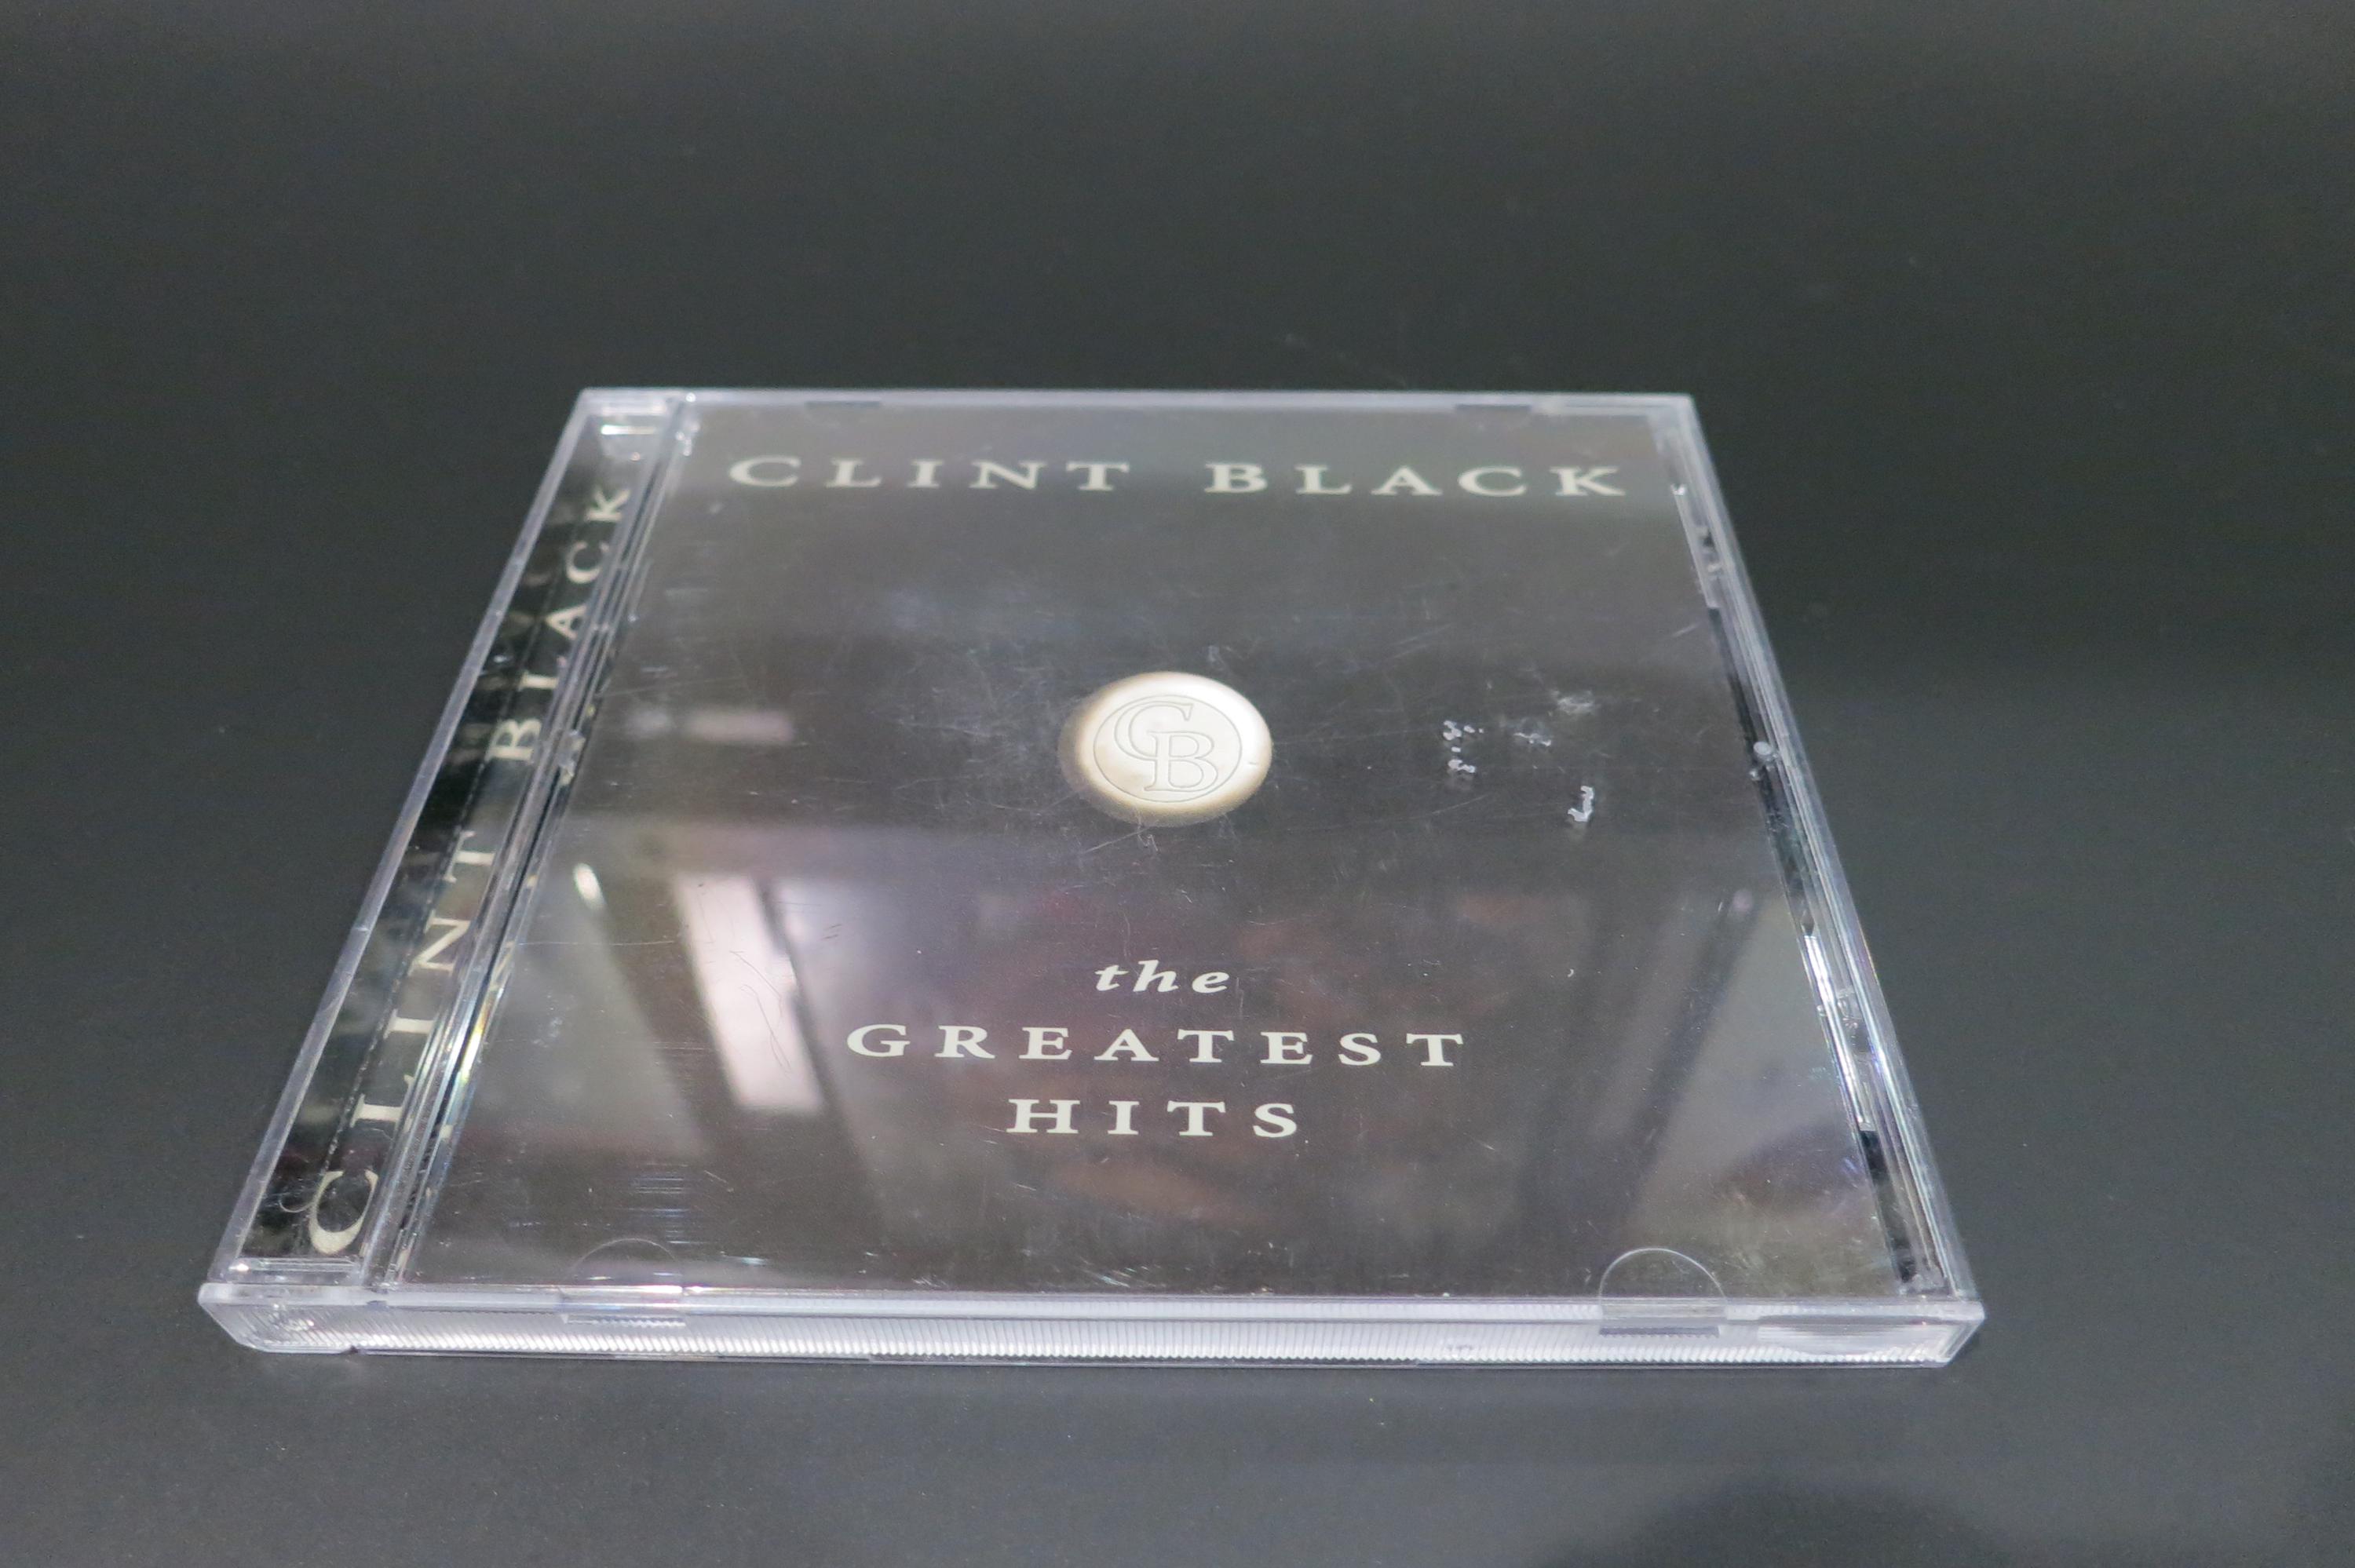 CLINT BLACK
CLINT BLACK
CB
the
GREATEST
HITS